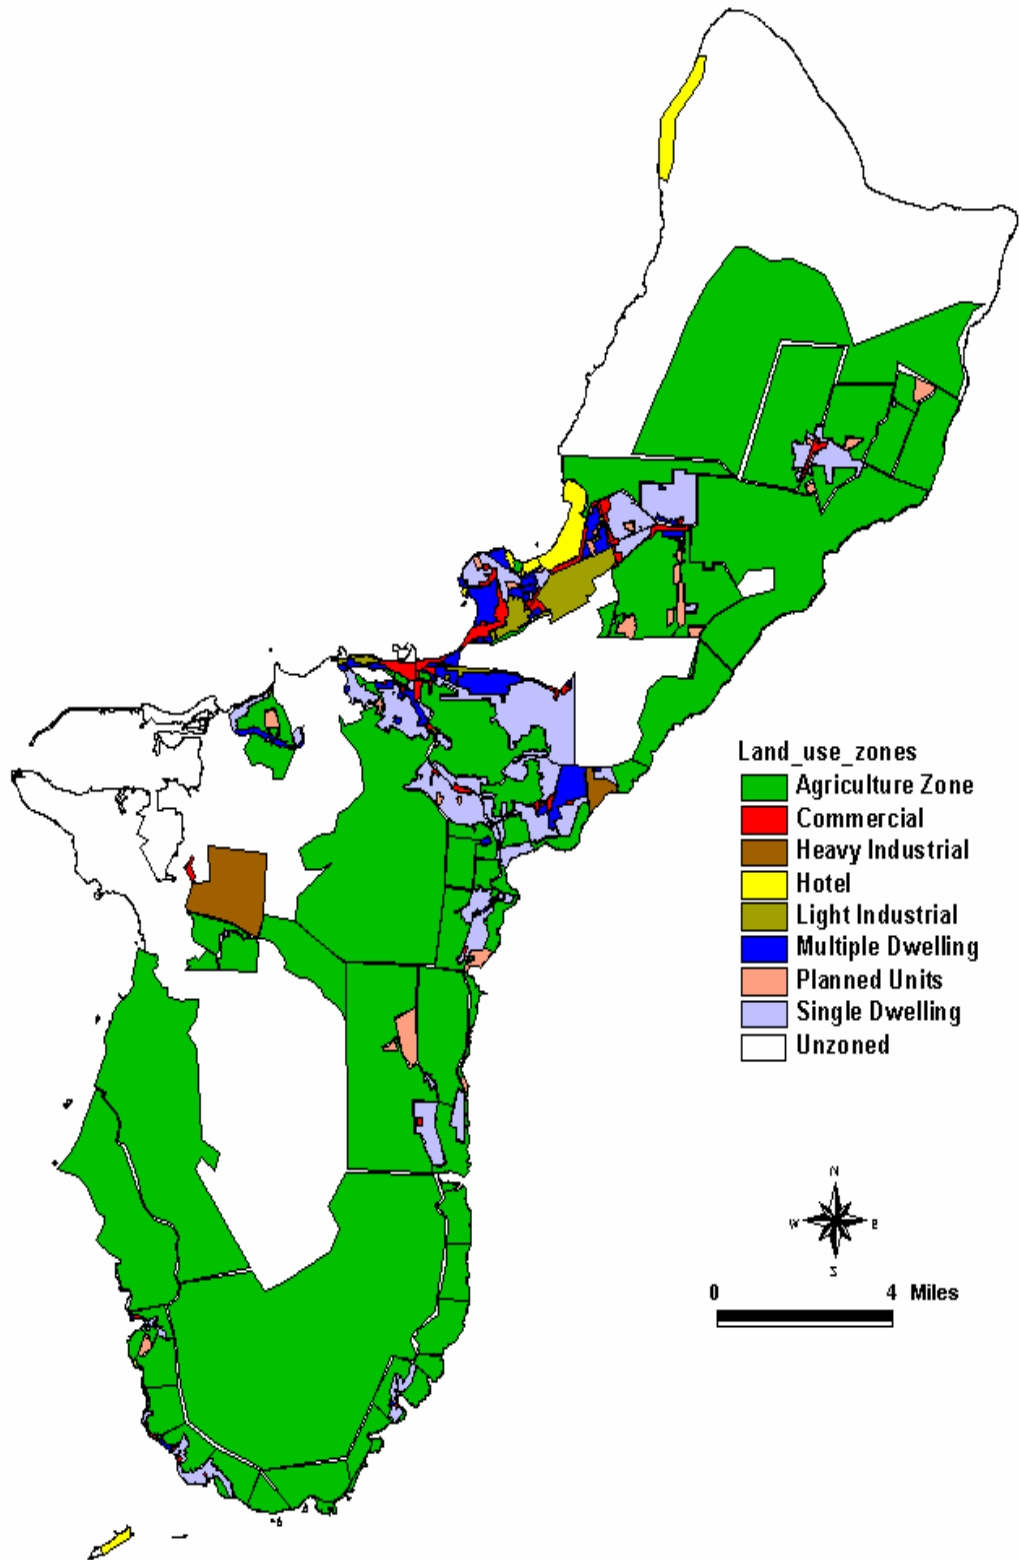 Land_use_zones
Agriculture Zone
Commercial
Heavy Industrial
Hotel
Light Industrial
Multiple Dwelling
Planned Units
Single Dwelling
Unzoned
N
W E
S
0 4 Miles